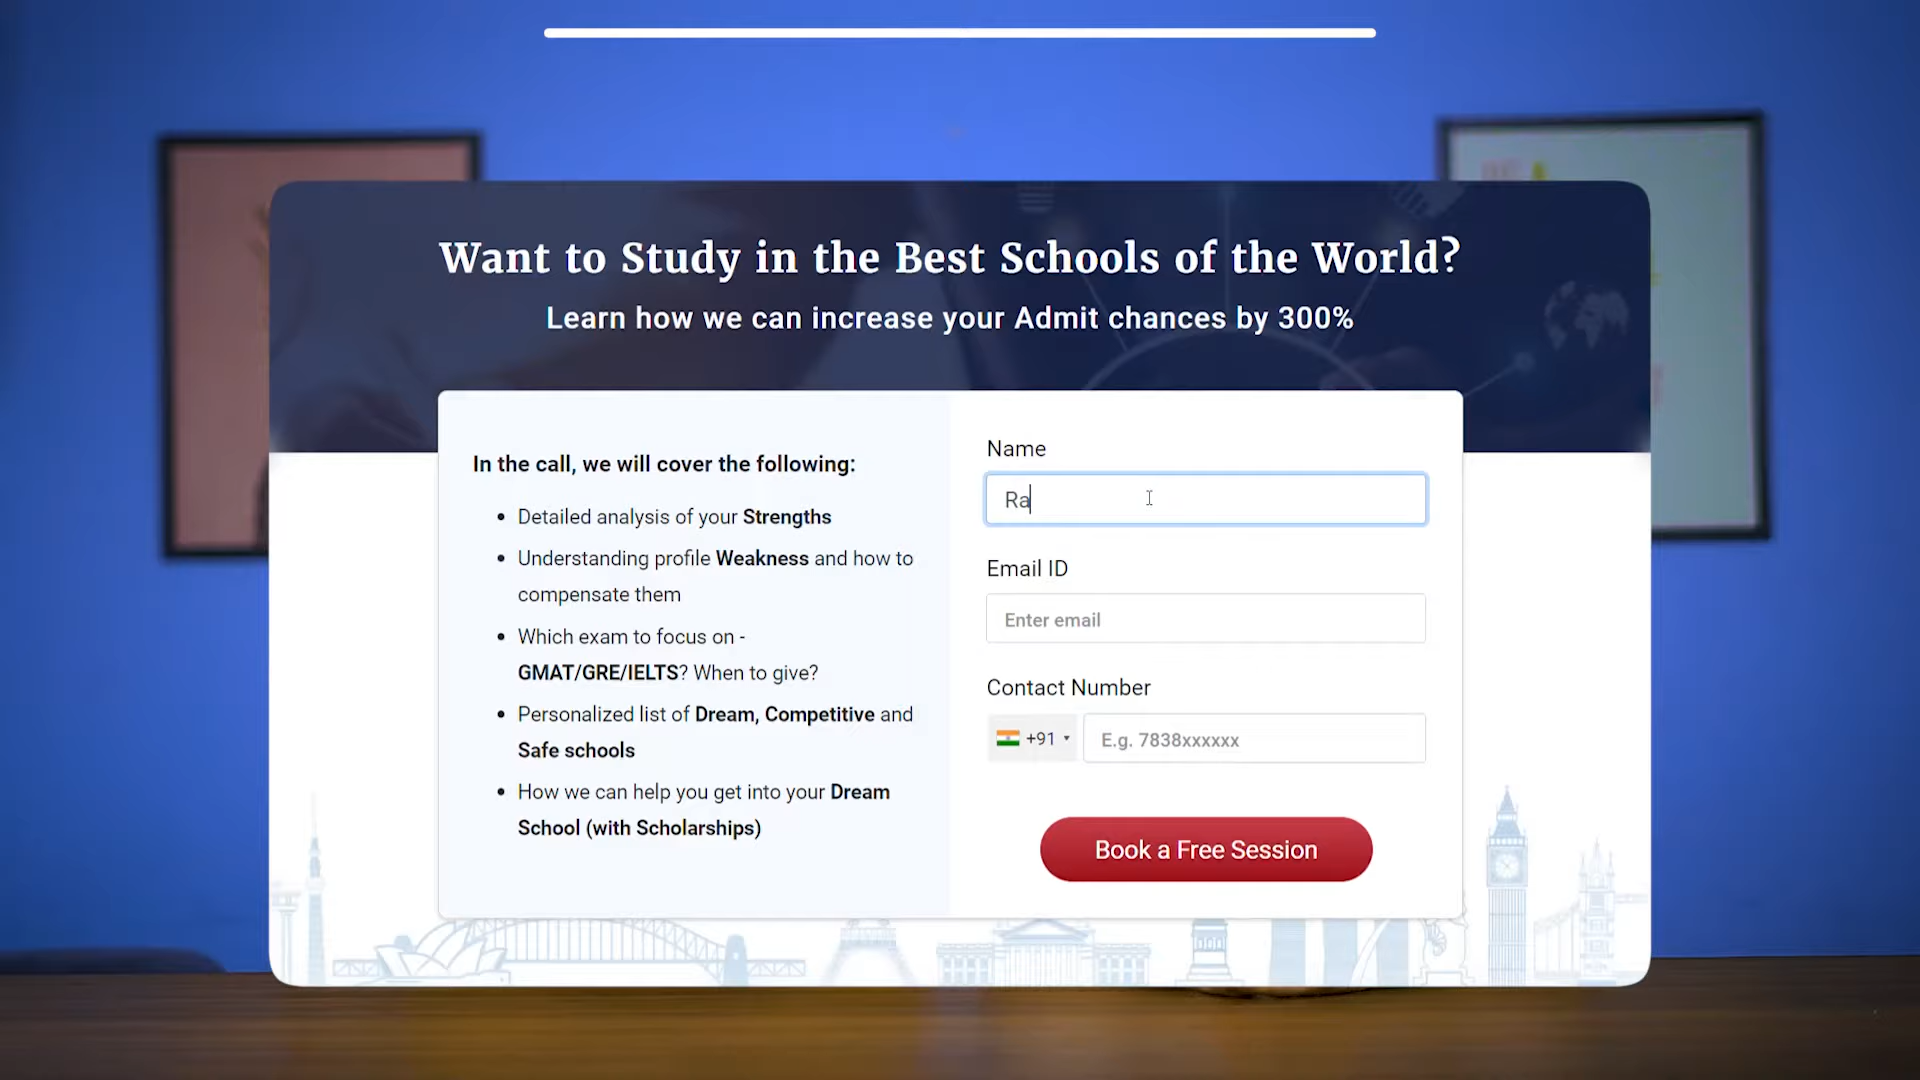 Want to Study in the Best Schools of the World?
Learn how we can increase your Admit chances by 300%
In the call, we will cover the following:
Detailed analysis of your Strengths
Understanding profile Weakness and how to
compensate them
Which exam to focus on -
GMAT/GRE/IELTS? When to give?
Personalized list of Dream, Competitive and
Safe schools
How we can help you get into your Dream
School (with Scholarships)
Name
Ra
Email ID
Enter email
Contact Number
+91
E.g. 7838xxxxxx
Book a Free Session